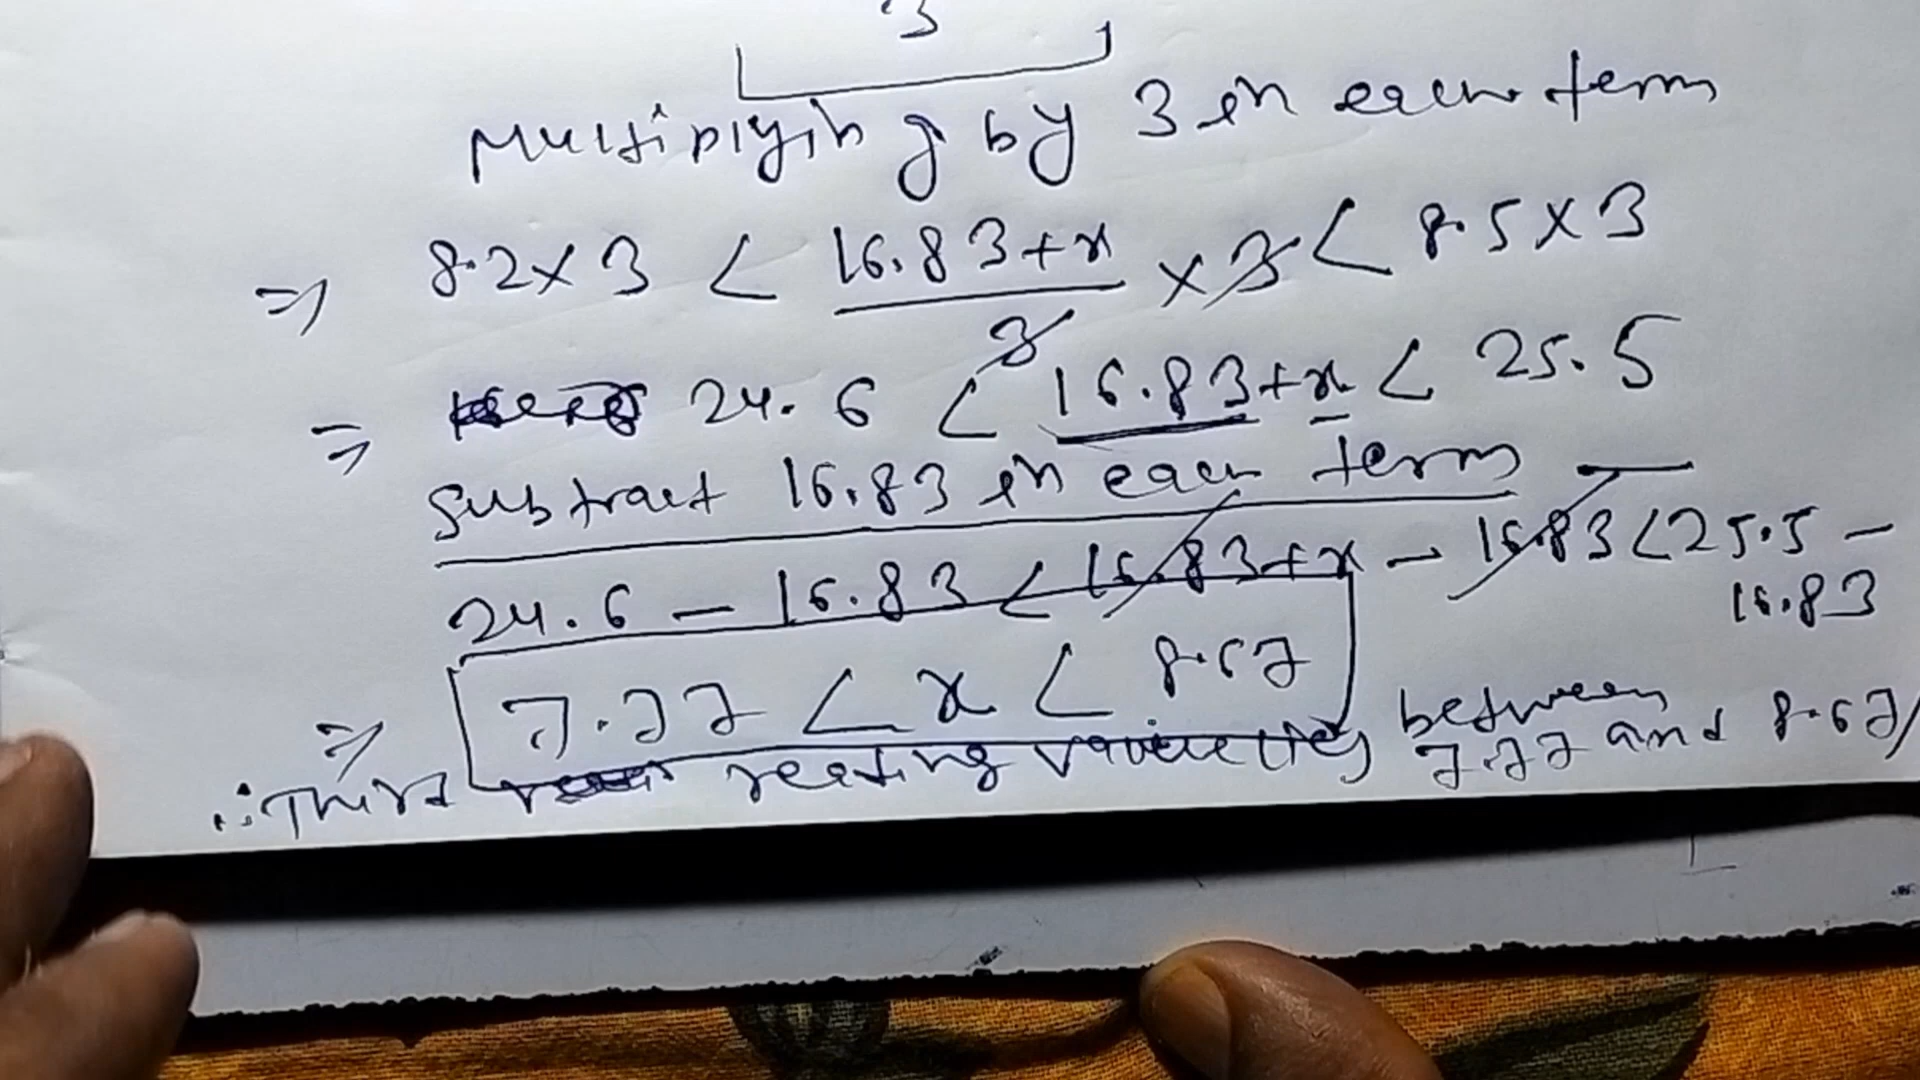 3
Multiplying by 3 in each term
⇒ 8.2×3 < 16.83+x / 3 ×3 < 8.5×3
⇒ 24.6 < 16.83+x < 25.5
Subtract 16.83 in each term
24.6 - 16.83 < 16.83+x - 16.83 < 25.5 - 16.83
⇒ 7.77 < x < 8.67
∴ Third reating between 7.77 and 8.67